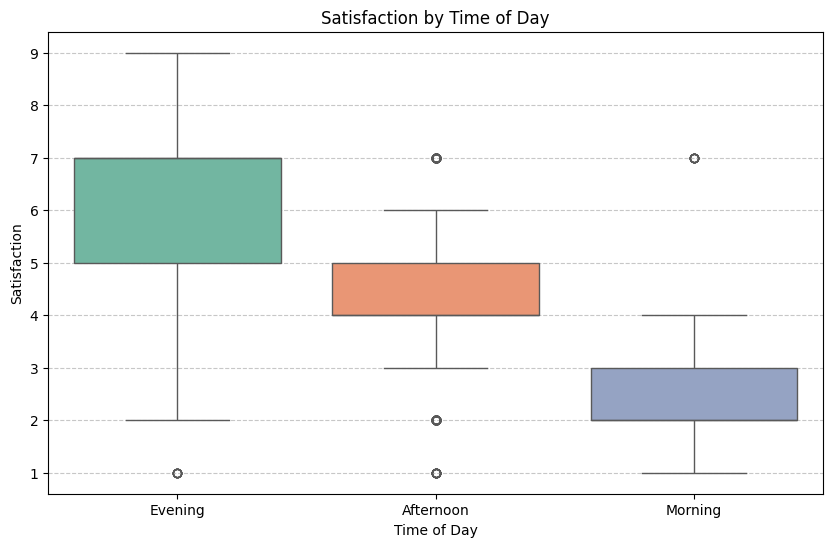 Satisfaction by Time of Day
Satisfaction
9
8
7
6
5
4
3
2
1
Evening Afternoon Morning
Time of Day